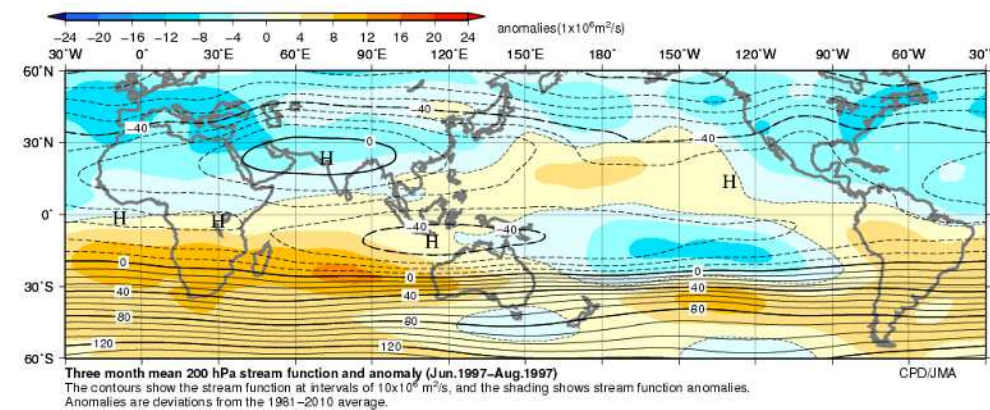 -24 -20 -16 -12 -8 -4 0 4 8 12 16 20 24 anomalies(1x10⁶m²/s)
30°W 0° 30°E 60°E 90°E 120°E 150°E 180° 150°W 120°W 90°W 60°W 30
60°N
-40
-40
30°N
-40
0
-40
H
H
0°
H
H
-40
-40
H
0
0
0
30°S
40
40
40
80
80
80
120
120
60°S
Three month mean 200 hPa stream function and anomaly (Jun.1997-Aug.1997) CPD/JMA
The contours show the stream function at intervals of 10x10⁶ m²/s, and the shading shows stream function anomalies.
Anomalies are deviations from the 1981-2010 average.